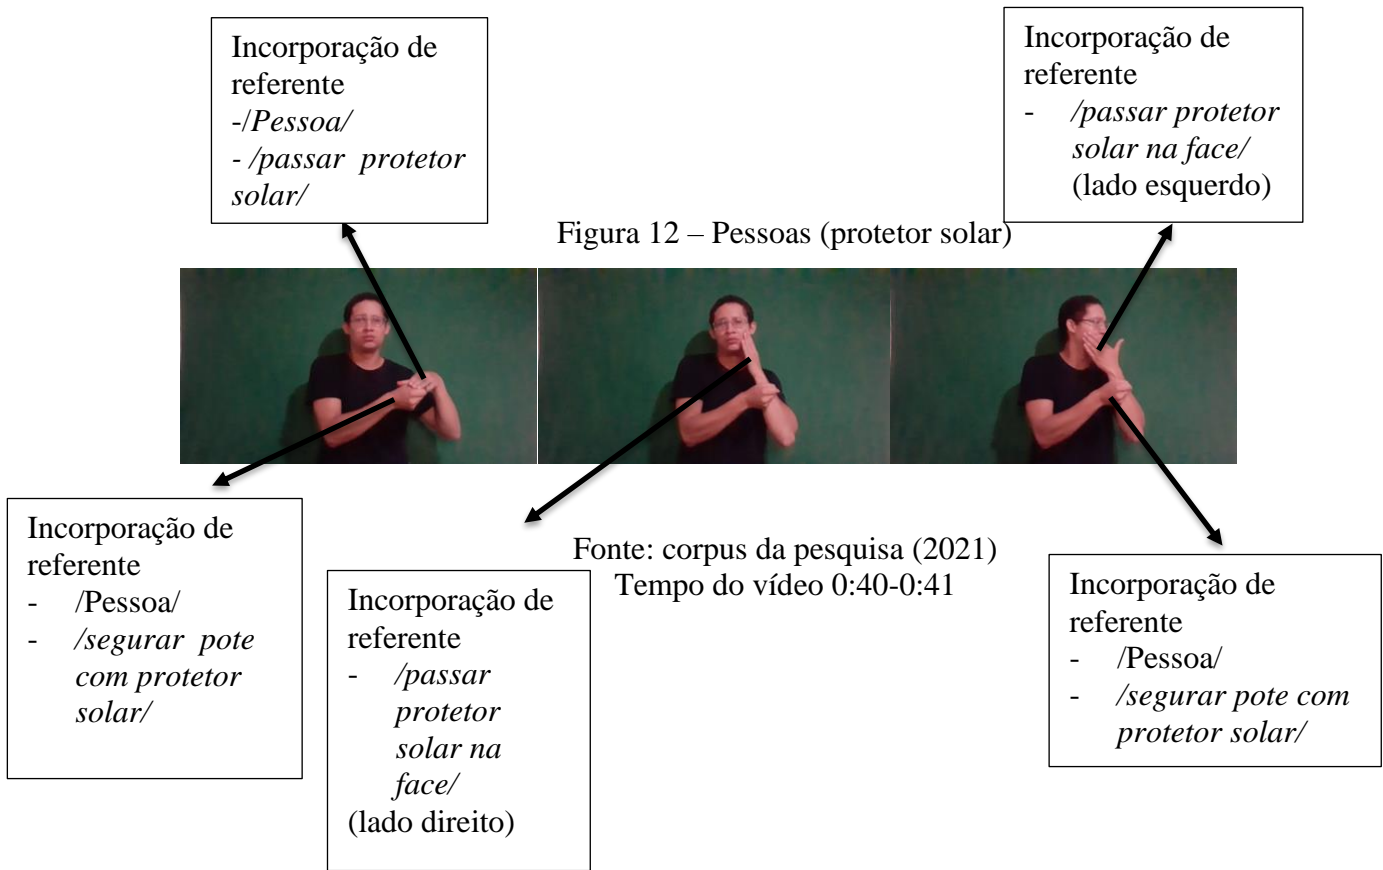 Incorporação de
referente
-/Pessoa/
- /passar protetor
solar/
Incorporação de
referente
- /passar protetor
solar na face/
(lado esquerdo)
Figura 12 – Pessoas (protetor solar)
Incorporação de
referente
- /Pessoa/
- /segurar pote
com protetor
solar/
Incorporação de
referente
- /passar
protetor
solar na
face/
(lado direito)
Fonte: corpus da pesquisa (2021)
Tempo do vídeo 0:40-0:41
Incorporação de
referente
- /Pessoa/
- /segurar pote com
protetor solar/